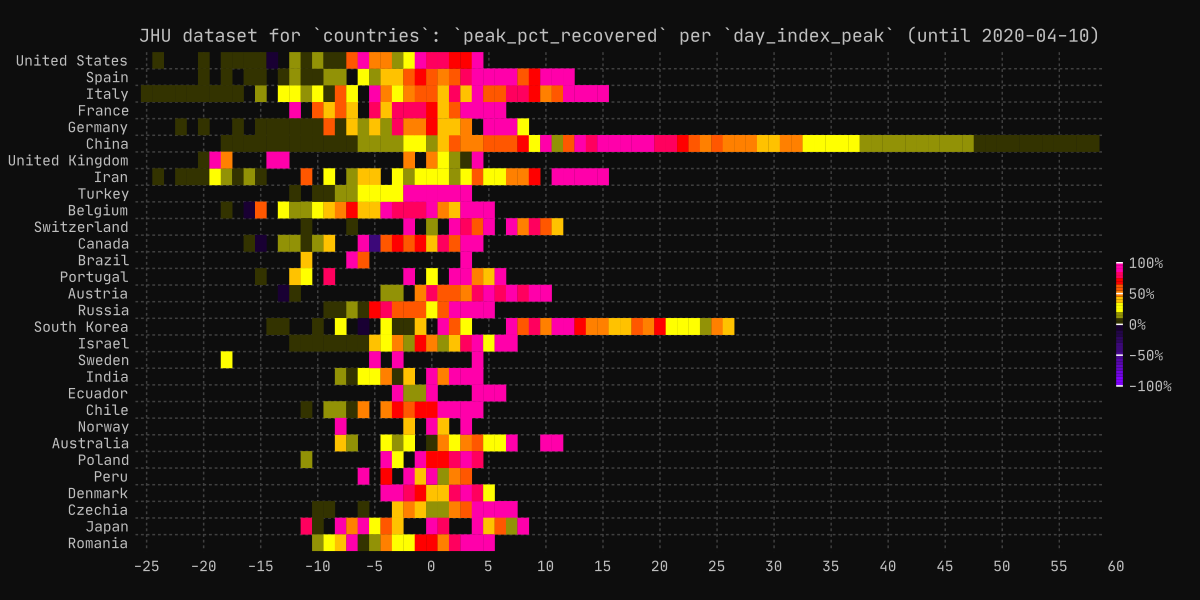 JHU dataset for `countries`: `peak_pct_recovered` per `day_index_peak` (until 2020-04-10)
United States
Spain
Italy
France
Germany
China
United Kingdom
Iran
Turkey
Belgium
Switzerland
Canada
Brazil
Portugal
Austria
Russia
South Korea
Israel
Sweden
India
Ecuador
Chile
Norway
Australia
Poland
Peru
Denmark
Czechia
Japan
Romania
-25 -20 -15 -10 -5 0 5 10 15 20 25 30 35 40 45 50 55 60
100%
50%
0%
-50%
-100%